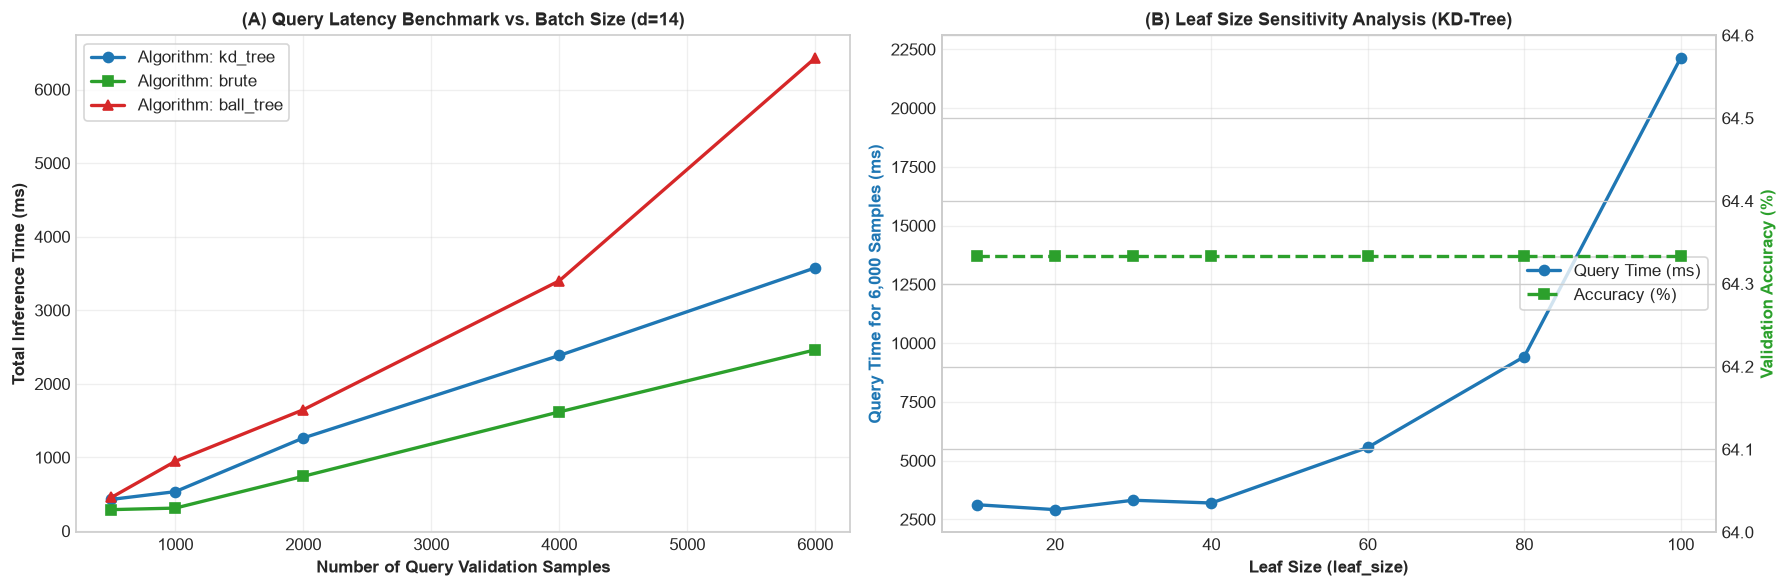 (A) Query Latency Benchmark vs. Batch Size (d=14)
Algorithm: kd_tree
Algorithm: brute
Algorithm: ball_tree
Total Inference Time (ms)
6000
5000
4000
3000
2000
1000
0
1000 2000 3000 4000 5000 6000
Number of Query Validation Samples
(B) Leaf Size Sensitivity Analysis (KD-Tree)
Query Time for 6,000 Samples (ms)
22500
20000
17500
15000
12500
10000
7500
5000
2500
Query Time (ms)
Accuracy (%)
20 40 60 80 100
Leaf Size (leaf_size)
64.6
64.5
64.4
64.3
64.2
64.1
64.0
Validation Accuracy (%)